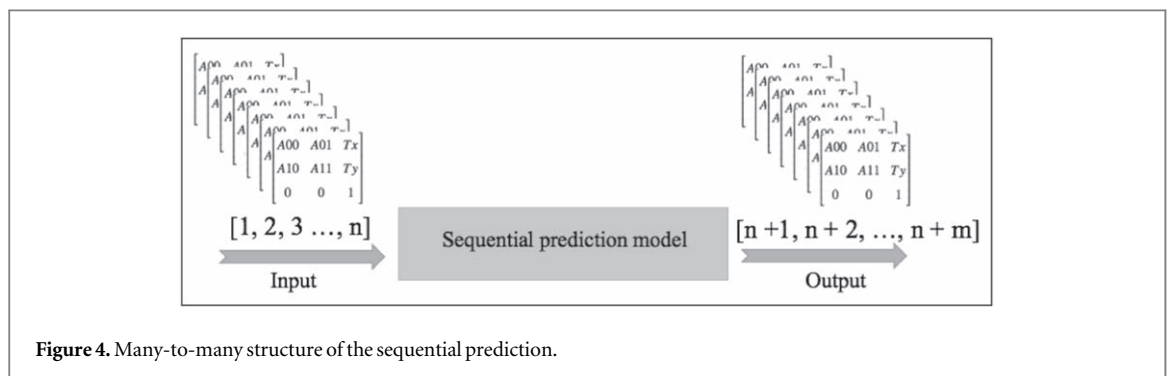 A00 A01 Tx
A10 A11 Ty
0 0 1
A00 A01 Tx
A10 A11 Ty
0 0 1
[1, 2, 3 ..., n]
[n +1, n + 2, ..., n + m]
Sequential prediction model
Input
Output
Figure 4. Many-to-many structure of the sequential prediction.